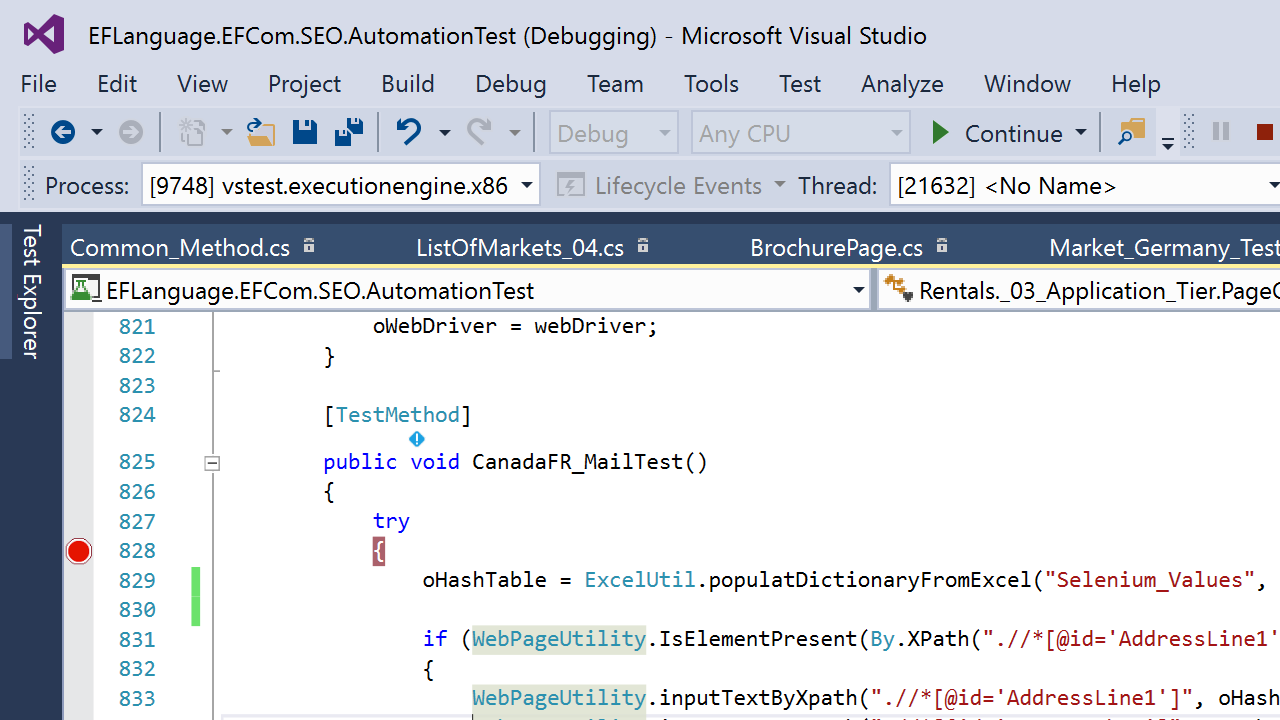 EFLanguage.EFCom.SEO.AutomationTest (Debugging) - Microsoft Visual Studio
File Edit View Project Build Debug Team Tools Test Analyze Window Help
Debug Any CPU Continue
Process: [9748] vstest.executionengine.x86 Lifecycle Events Thread: [21632] <No Name>
Test Explorer
Common_Method.cs ListOfMarkets_04.cs BrochurePage.cs Market_Germany_Test
EFLanguage.EFCom.SEO.AutomationTest Rentals._03_Application_Tier.PageC
821 oWebDriver = webDriver;
822 }
823
824 [TestMethod]
825 public void CanadaFR_MailTest()
826 {
827 try
828 {
829 oHashTable = ExcelUtil.populatDictionaryFromExcel("Selenium_Values",
830
831 if (WebPageUtility.IsElementPresent(By.XPath(".//*[@id='AddressLine1'
832 {
833 WebPageUtility.inputTextByXpath(".//*[@id='AddressLine1']", oHash